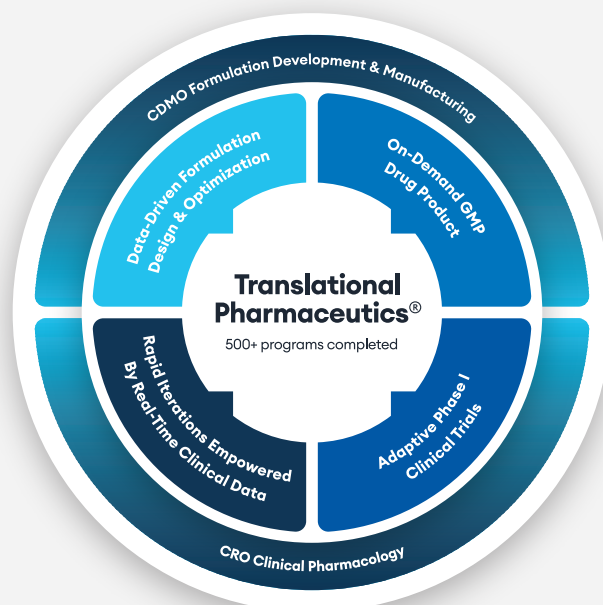 CDMO Formulation Development & Manufacturing
Data-Driven Formulation
Design & Optimization
On-Demand GMP
Drug Product
Translational
Pharmaceutics®
500+ programs completed
Rapid Iterations Empowered
By Real-Time Clinical Data
Adaptive Phase I
Clinical Trials
CRO Clinical Pharmacology